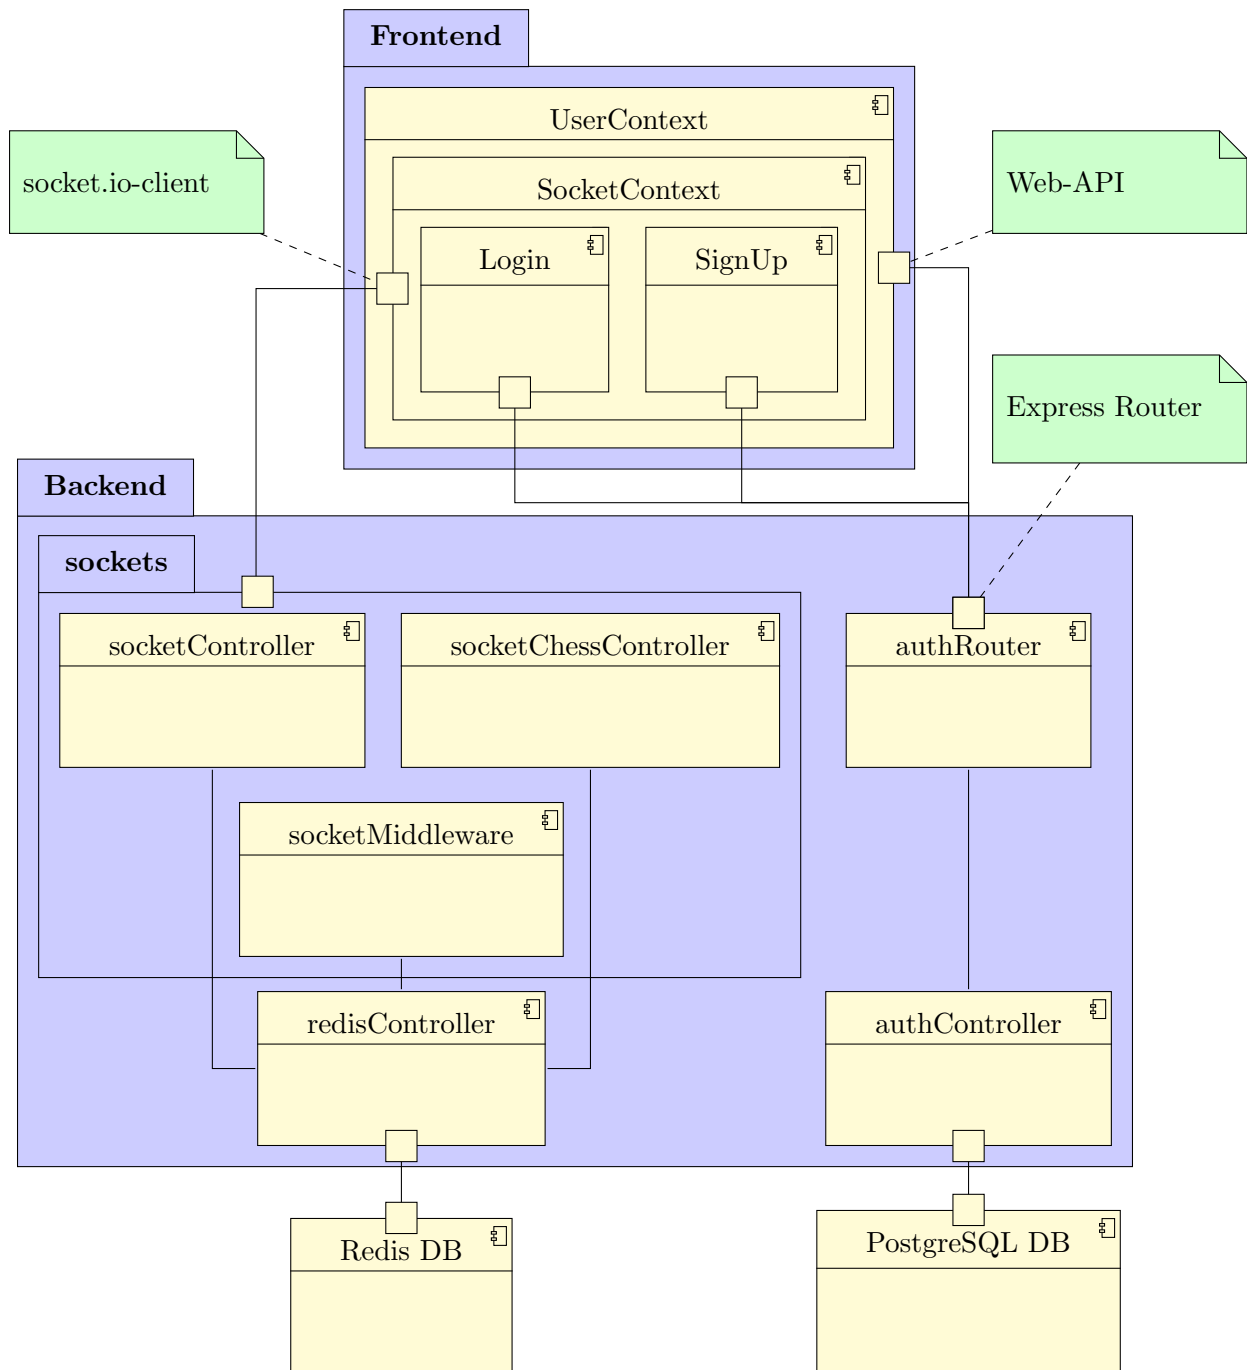 Frontend
UserContext
socket.io-client
Web-API
SocketContext
Login
SignUp
Express Router
Backend
sockets
socketController
socketChessController
authRouter
socketMiddleware
redisController
authController
Redis DB
PostgreSQL DB